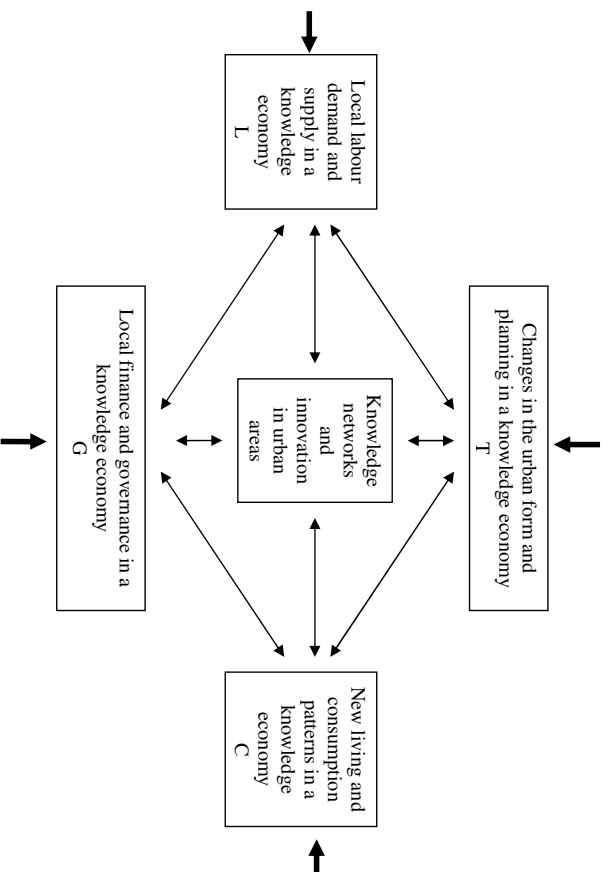 Changes in the urban form and
planning in a knowledge economy
T
Local labour
demand and
supply in a
knowledge
economy
L
Knowledge
networks
and
innovation
in urban
areas
New living and
consumption
patterns in a
knowledge
economy
C
Local finance and governance in a
knowledge economy
G